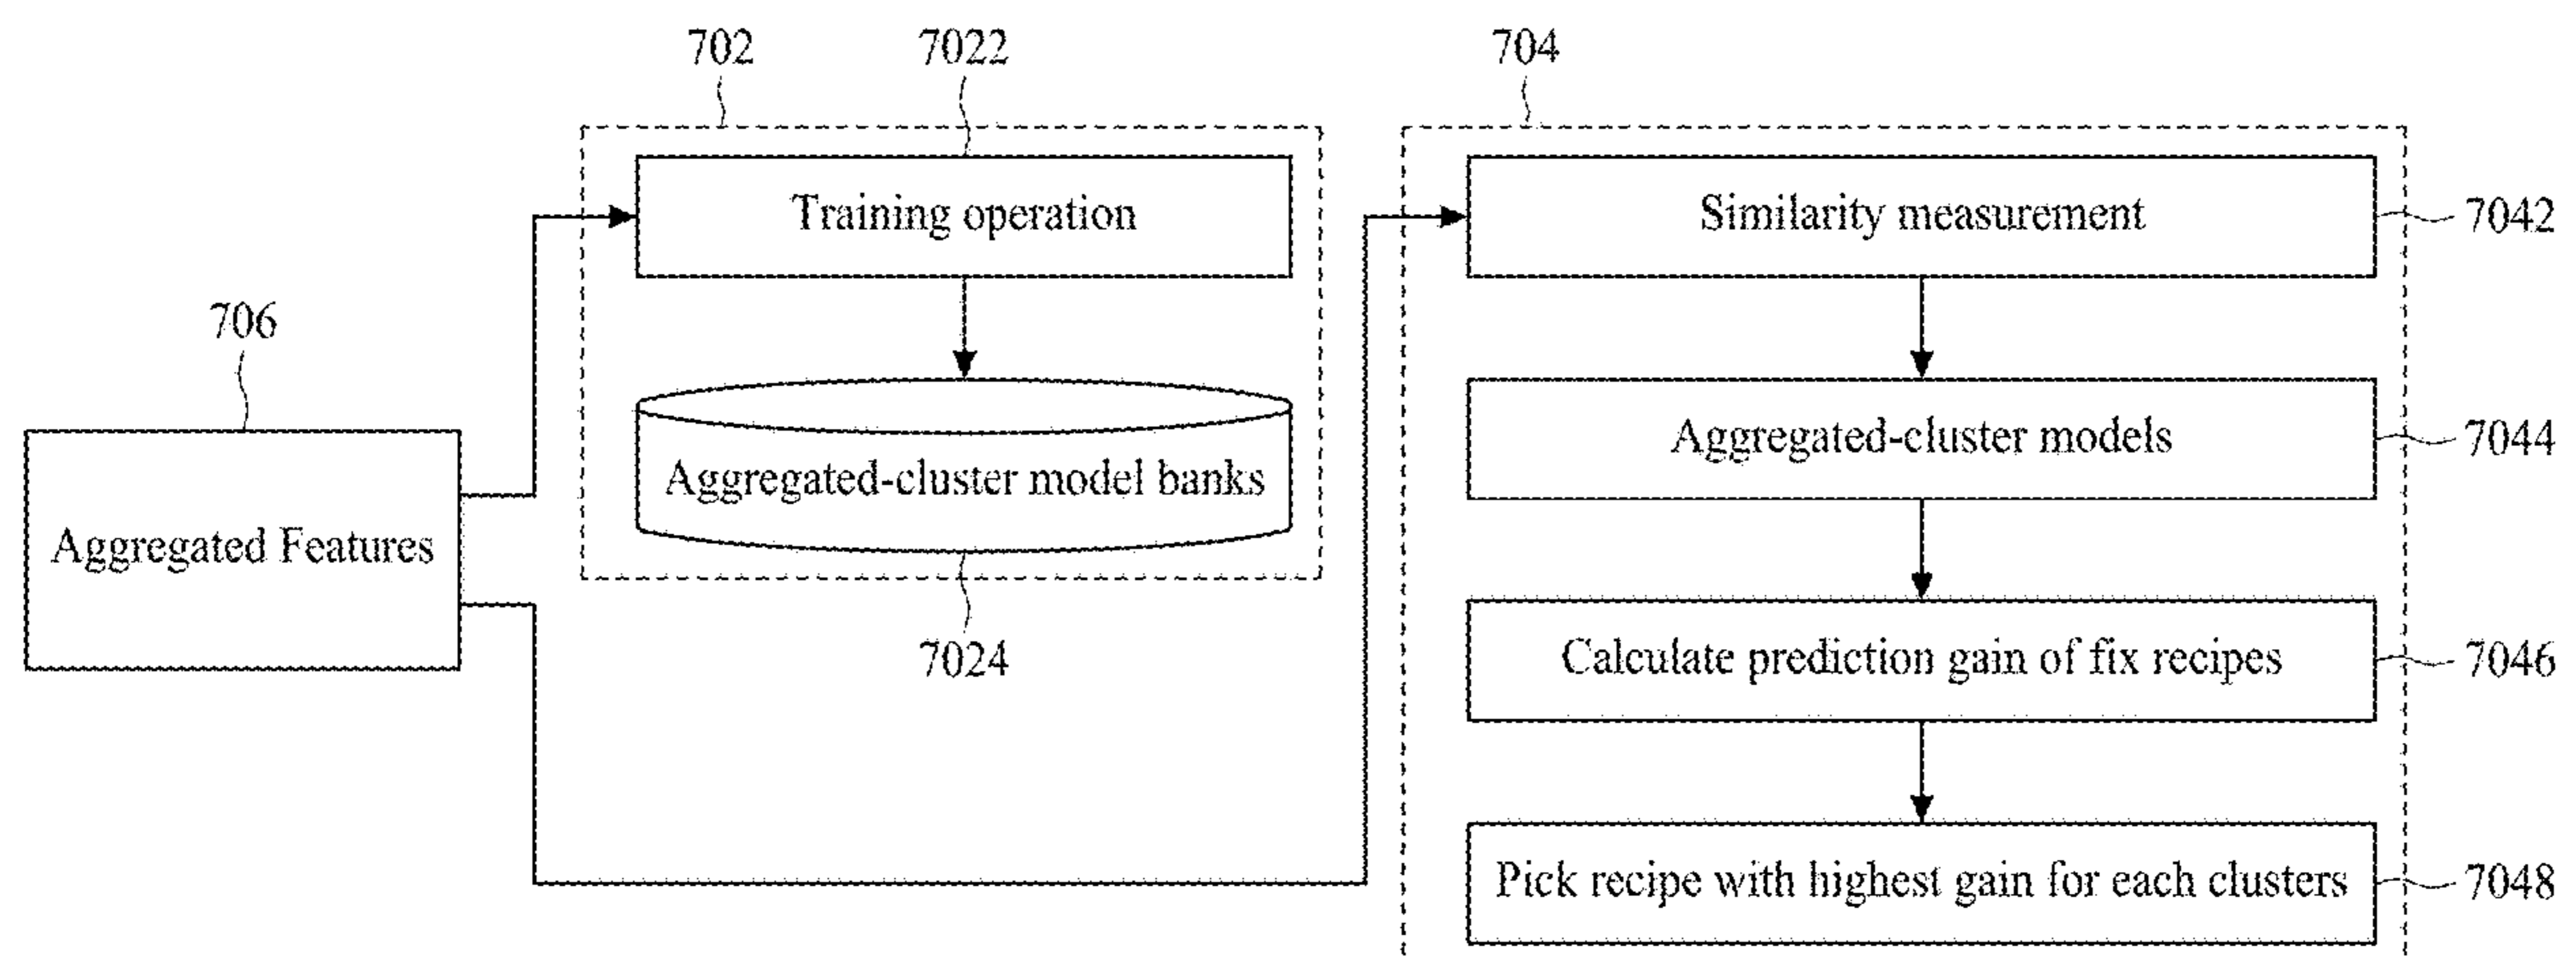 702
7022
704
Training operation
Similarity measurement
7042
706
Aggregated-cluster models
7044
Aggregated-cluster model banks
Aggregated Features
7024
Calculate prediction gain of fix recipes
7046
Pick recipe with highest gain for each clusters
7048